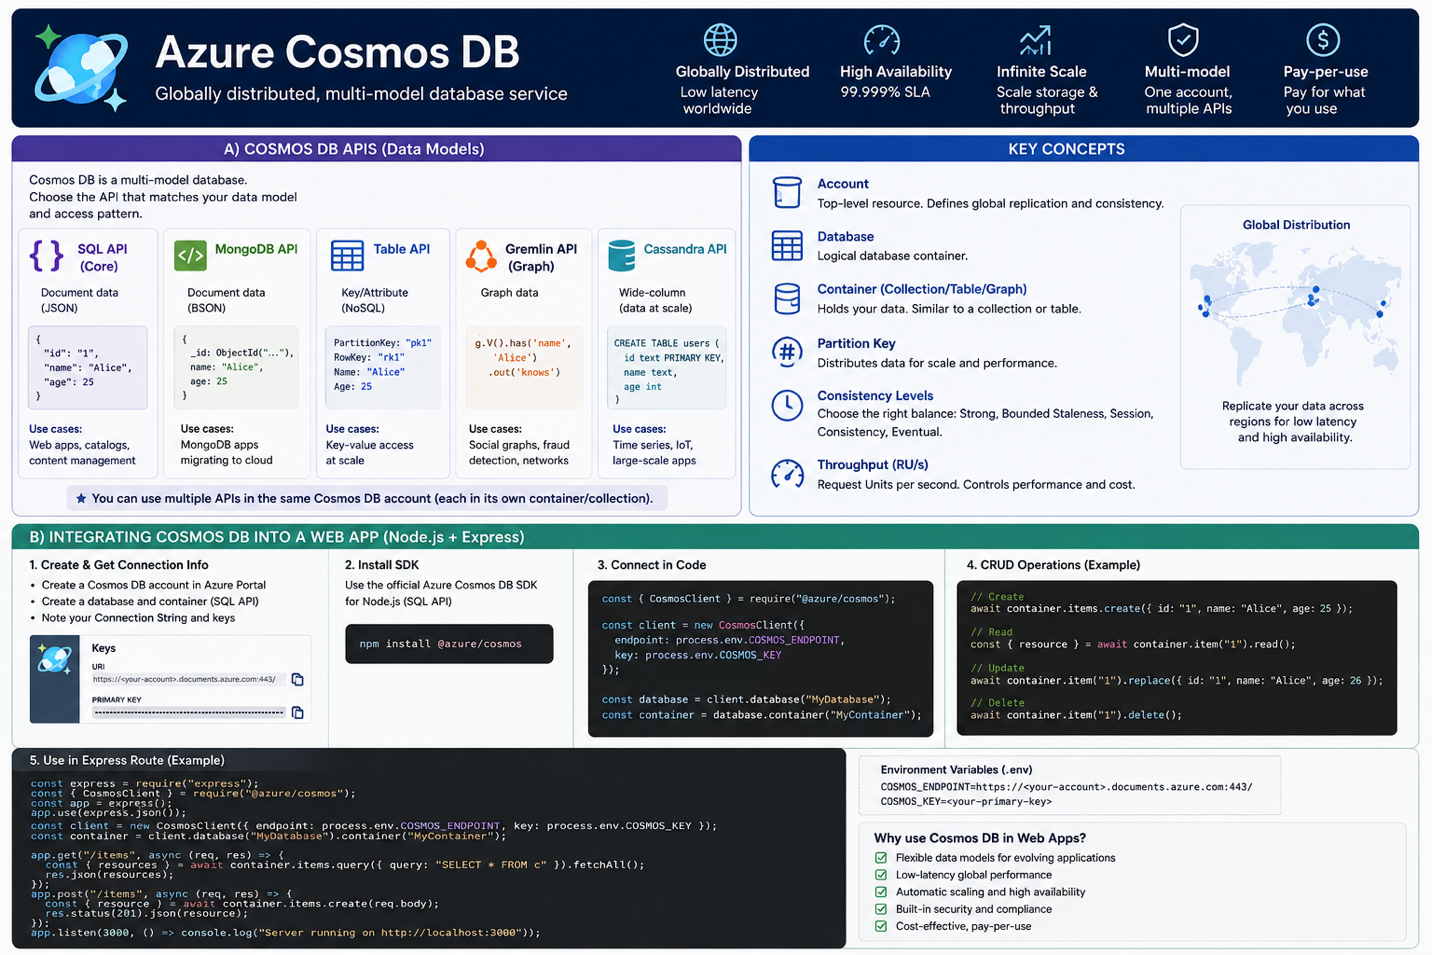 Azure Cosmos DB
Globally distributed, multi-model database service
Globally Distributed
Low latency
worldwide
High Availability
99.999% SLA
Infinite Scale
Scale storage &
throughput
Multi-model
One account,
multiple APIs
Pay-per-use
Pay for what
you use
A) COSMOS DB APIS (Data Models)
Cosmos DB is a multi-model database.
Choose the API that matches your data model
and access pattern.
{ }
SQL API
(Core)
Document data
(JSON)
{
"id": "1",
"name": "Alice",
"age": 25
}
Use cases:
Web apps, catalogs,
content management
</>
MongoDB API
Document data
(BSON)
{
_id: ObjectId("..."),
name: "Alice",
age: 25
}
Use cases:
MongoDB apps
migrating to cloud
Table API
Key/Attribute
(NoSQL)
PartitionKey: "pk1"
RowKey: "rk1"
Name: "Alice"
Age: 25
Use cases:
Key-value access
at scale
Gremlin API
(Graph)
Graph data
g.V().has('name',
'Alice')
.out('knows')
Use cases:
Social graphs, fraud
detection, networks
Cassandra API
Wide-column
(data at scale)
CREATE TABLE users (
id text PRIMARY KEY,
name text,
age int
)
Use cases:
Time series, IoT,
large-scale apps
★ You can use multiple APIs in the same Cosmos DB account (each in its own container/collection).
KEY CONCEPTS
Account
Top-level resource. Defines global replication and consistency.
Database
Logical database container.
Container (Collection/Table/Graph)
Holds your data. Similar to a collection or table.
#
Partition Key
Distributes data for scale and performance.
Consistency Levels
Choose the right balance: Strong, Bounded Staleness, Session,
Consistency, Eventual.
Throughput (RU/s)
Request Units per second. Controls performance and cost.
Global Distribution
Replicate your data across
regions for low latency
and high availability.
B) INTEGRATING COSMOS DB INTO A WEB APP (Node.js + Express)
1. Create & Get Connection Info
• Create a Cosmos DB account in Azure Portal
• Create a database and container (SQL API)
• Note your Connection String and keys
Keys
URI
https://<your-account>.documents.azure.com:443/
PRIMARY KEY
2. Install SDK
Use the official Azure Cosmos DB SDK
for Node.js (SQL API)
npm install @azure/cosmos
3. Connect in Code
const { CosmosClient } = require("@azure/cosmos");
const client = new CosmosClient({
endpoint: process.env.COSMOS_ENDPOINT,
key: process.env.COSMOS_KEY
});
const database = client.database("MyDatabase");
const container = database.container("MyContainer");
4. CRUD Operations (Example)
// Create
await container.items.create({ id: "1", name: "Alice", age: 25 });
// Read
const { resource } = await container.item("1").read();
// Update
await container.item("1").replace({ id: "1", name: "Alice", age: 26 });
// Delete
await container.item("1").delete();
5. Use in Express Route (Example)
const express = require("express");
const { CosmosClient } = require("@azure/cosmos");
const app = express();
app.use(express.json());
const client = new CosmosClient({ endpoint: process.env.COSMOS_ENDPOINT, key: process.env.COSMOS_KEY });
const container = client.database("MyDatabase").container("MyContainer");
app.get("/items", async (req, res) => {
const { resources } = await container.items.query({ query: "SELECT * FROM c" }).fetchAll();
res.jxon(resources);
});
app.post("/items", async (req, res) => {
const { resource } = await container.items.create(req.body);
res.status(201).json(resource);
});
app.listen(3000, () => console.log("Server running on http://localhost:3000"));
Environment Variables (.env)
COSMOS_ENDPOINT=https://<your-account>.documents.azure.com:443/
COSMOS_KEY=<your-primary-key>
Why use Cosmos DB in Web Apps?
Flexible data models for evolving applications
Low-latency global performance
Automatic scaling and high availability
Built-in security and compliance
Cost-effective, pay-per-use